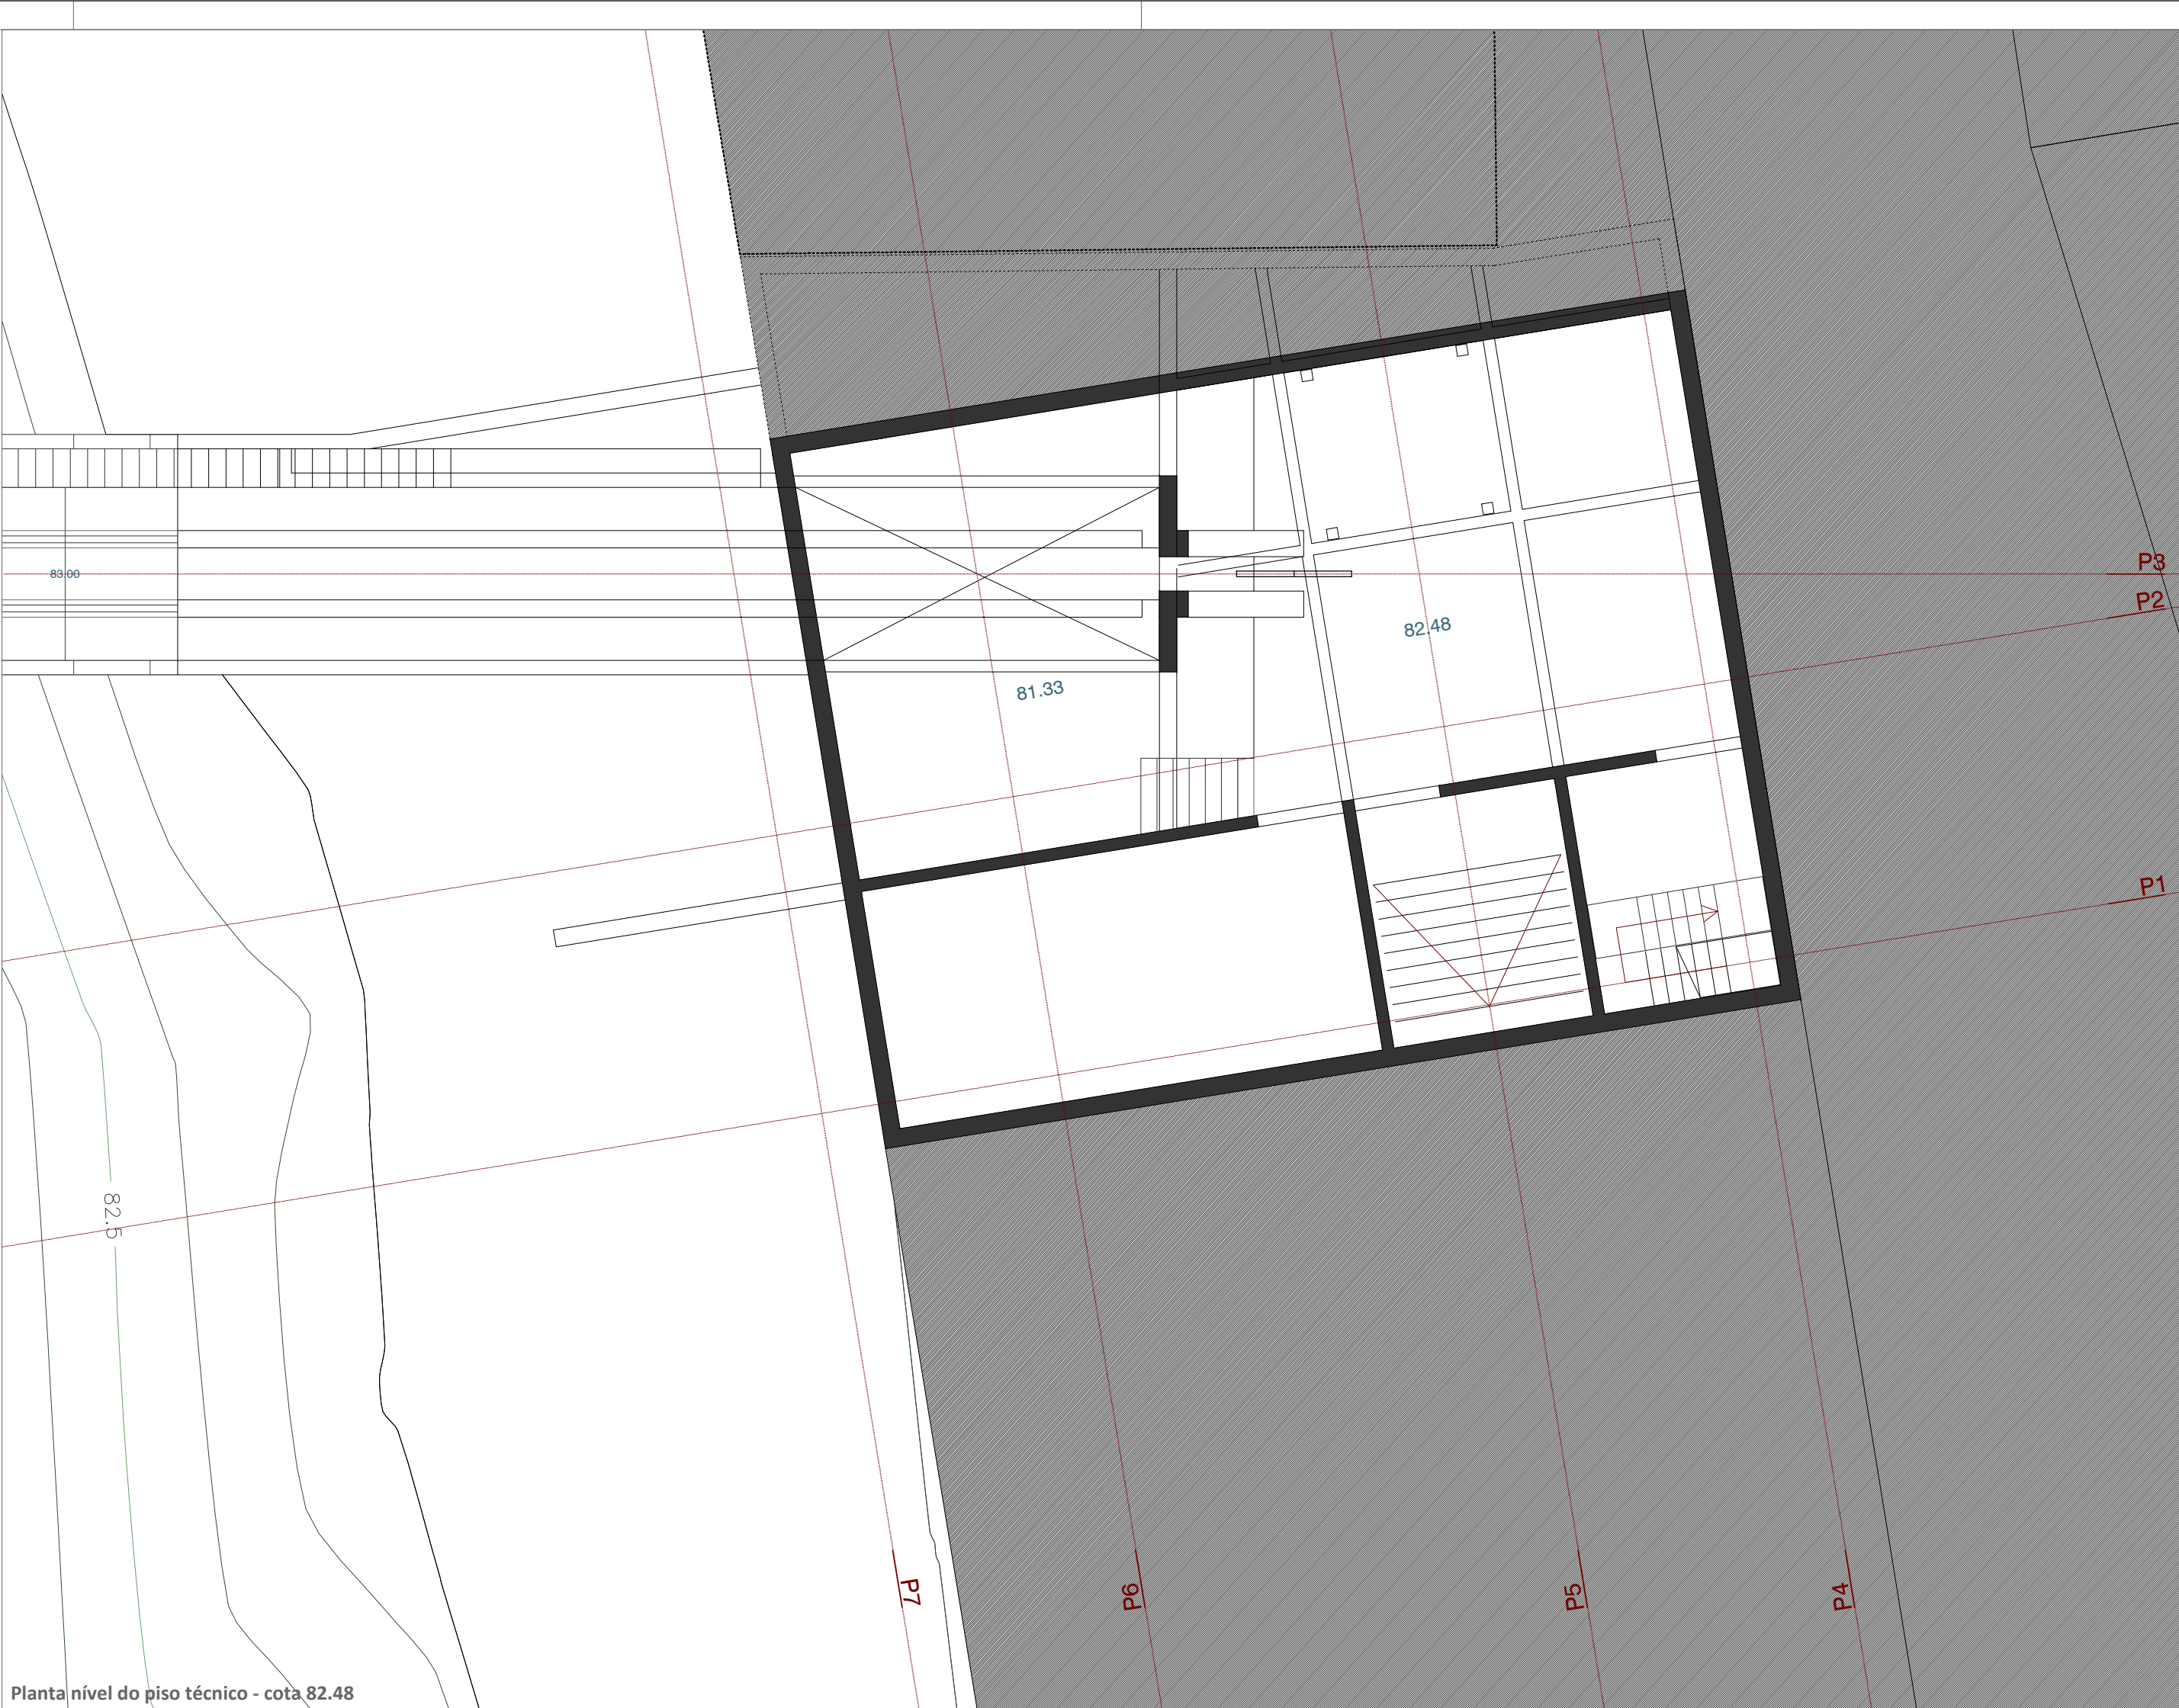 83.00
P3
P2
82.48
81.33
P1
82.5
P7
P6
P5
P4
Planta nível do piso técnico - cota 82.48